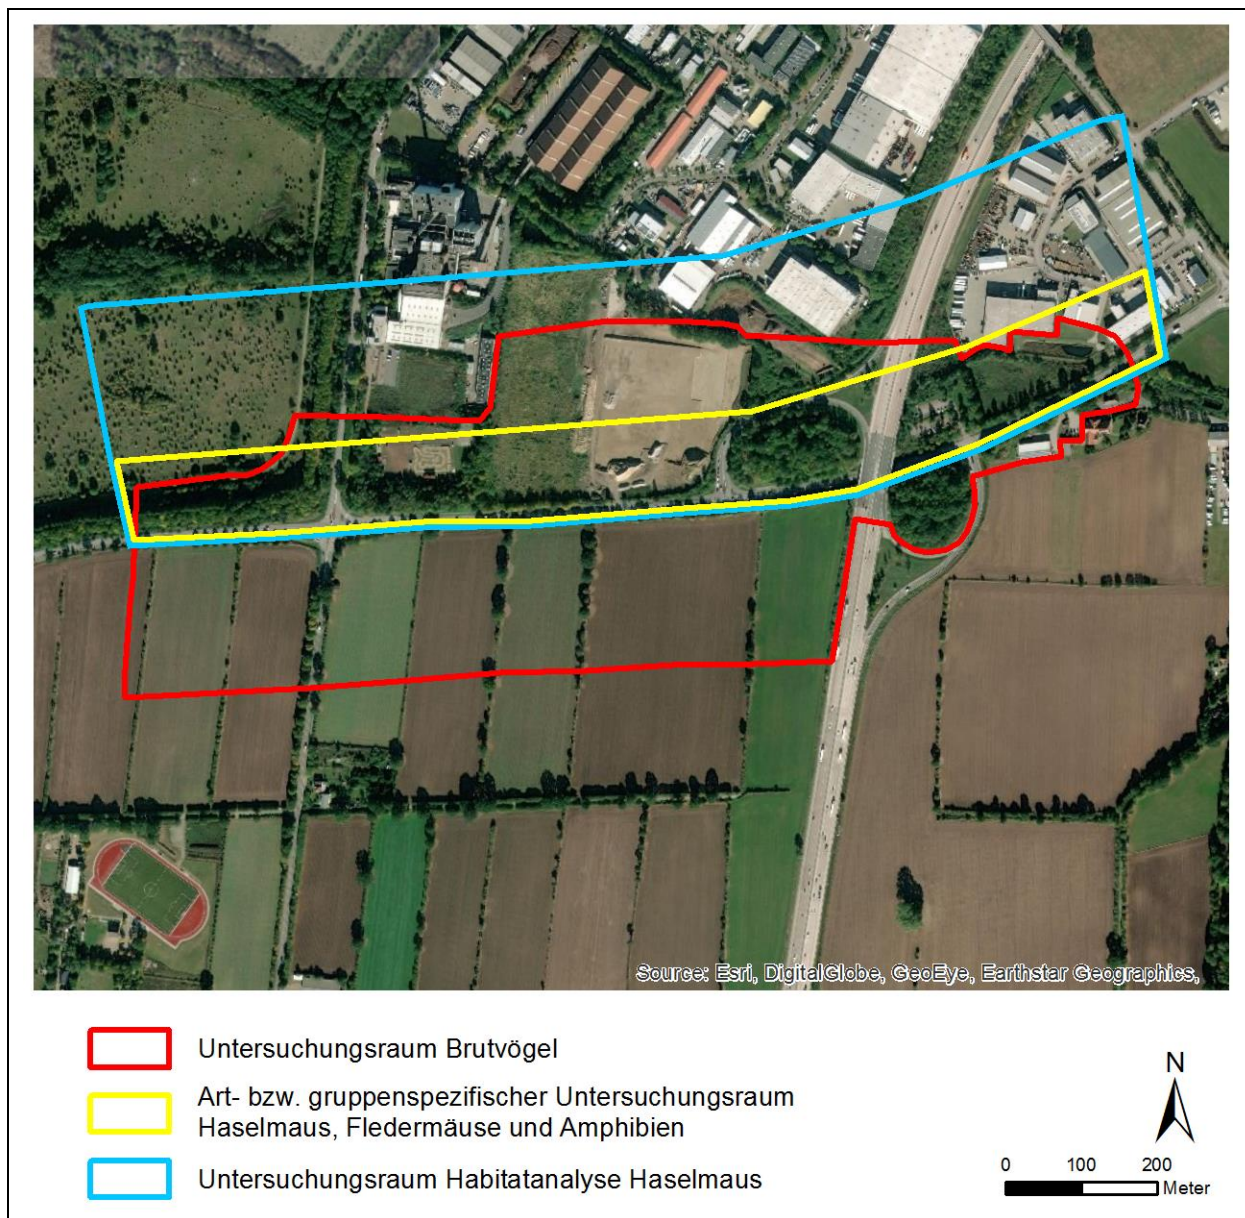 Source: Esri, DigitalGlobe, GeoEye, Earthstar Geographics,
Untersuchungsraum Brutvögel
Art- bzw. gruppenspezifischer Untersuchungsraum
Haselmaus, Fledermäuse und Amphibien
Untersuchungsraum Habitatanalyse Haselmaus
N
0 100 200
Meter